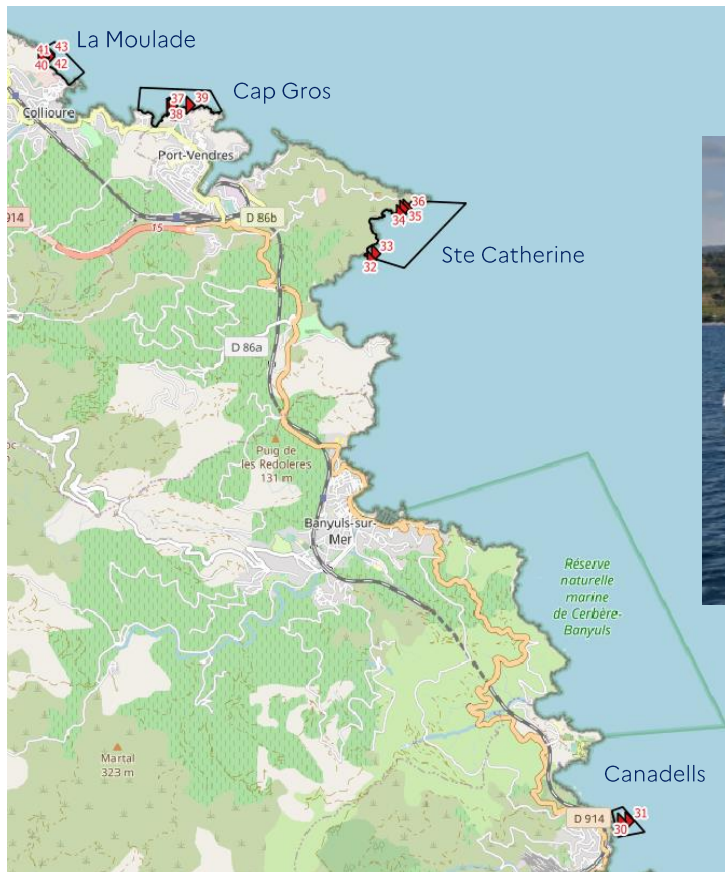 La Moulade
41 43
40 42
Collioure
Cap Gros
37 39
38
Port-Vendres
914
15
D 86b
36
34 35
33
32
Ste Catherine
D 86a
Puig de
les Redoleres
131 m
Banyuls-sur-
Mer
Réserve
naturelle
marine
de Cerbère-
Banyuls
Martal
323 m
Canadells
D 914
31
30